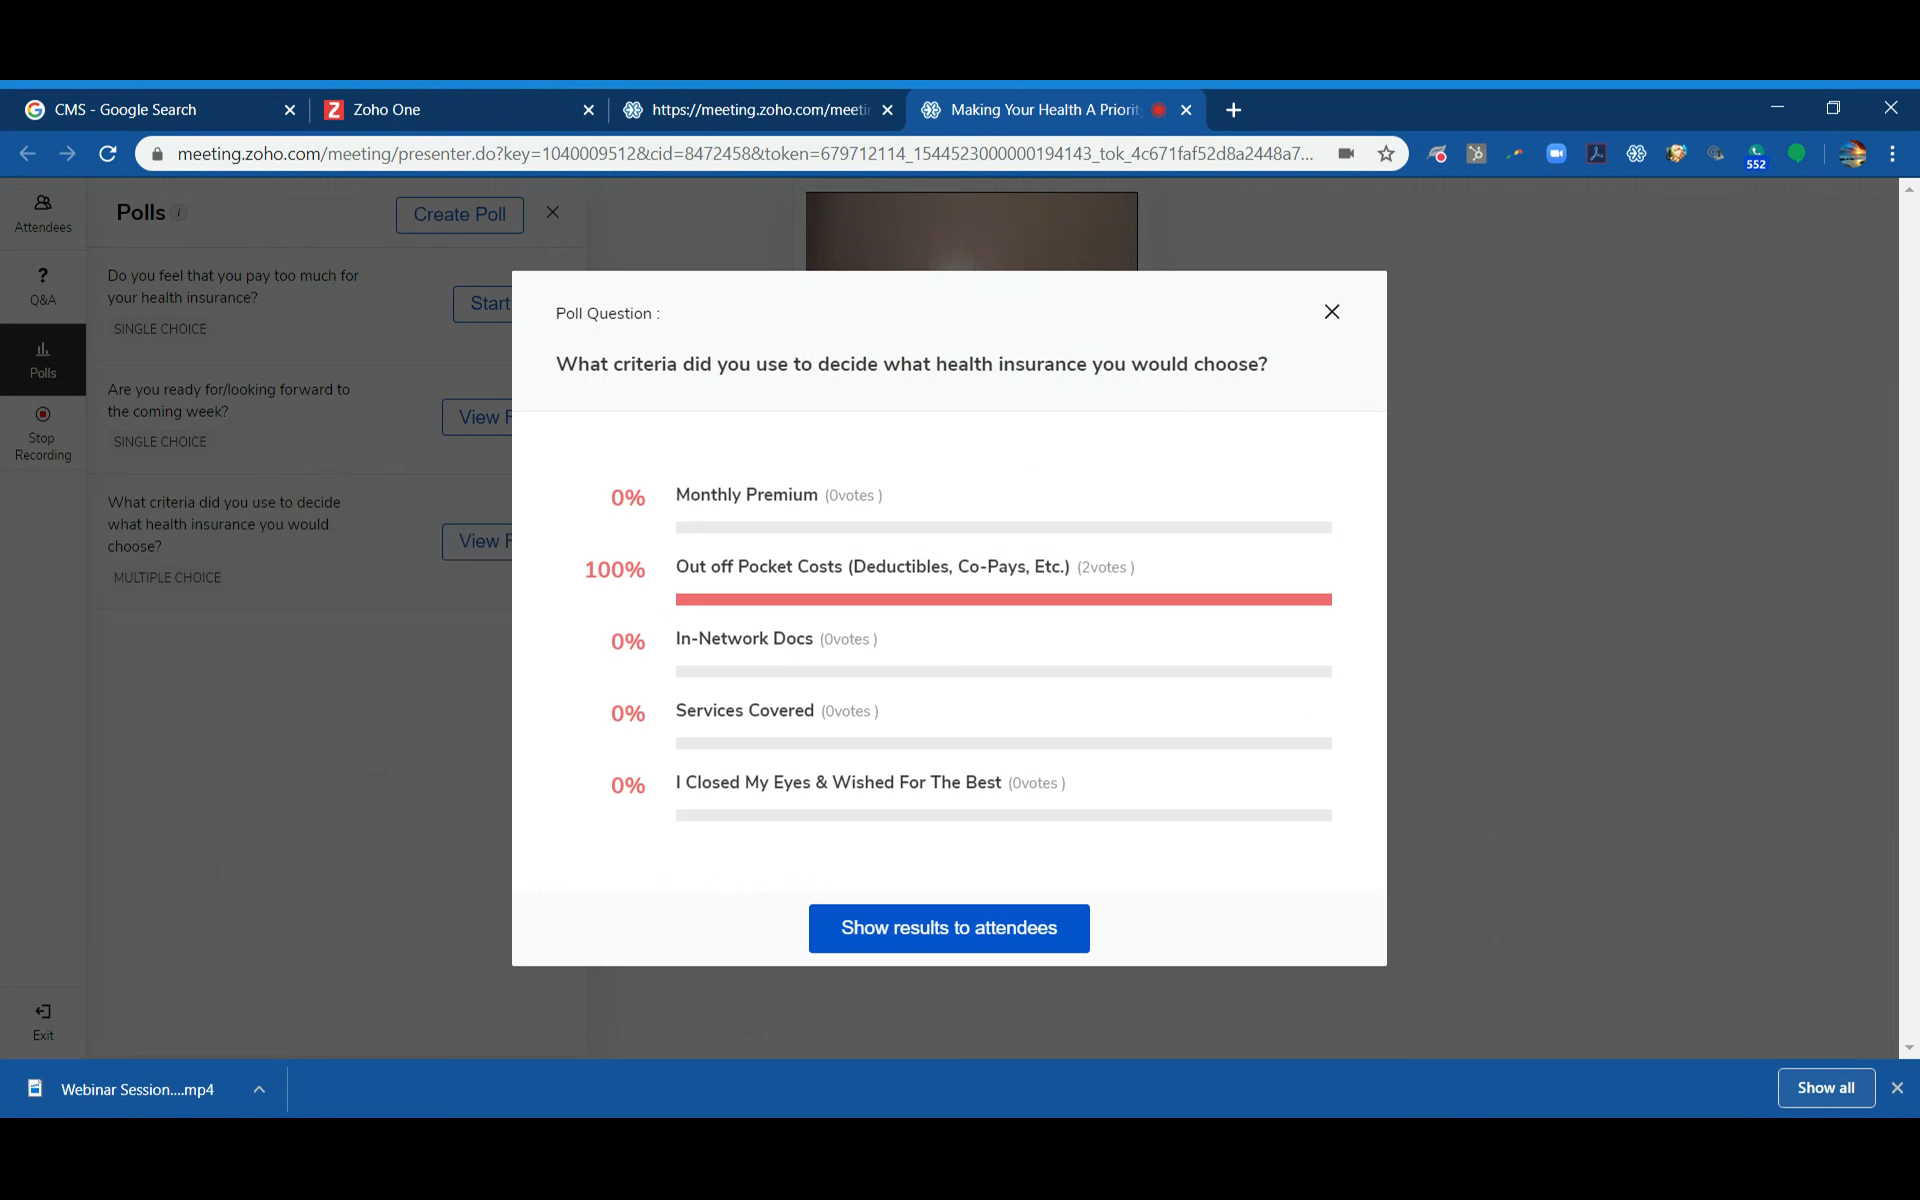 CMS - Google Search
Zoho One
https://meeting.zoho.com/meeti
Making Your Health A Priorit
meeting.zoho.com/meeting/presenter.do?key=1040009512&cid=8472458&token=679712114_1544523000000194143_tok_4c671faf52d8a2448a7...
552
Attendees
Polls
Create Poll
Do you feel that you pay too much for
your health insurance?
SINGLE CHOICE
Start
Q&A
Polls
Are you ready for/looking forward to
the coming week?
SINGLE CHOICE
View
Stop
Recording
What criteria did you use to decide
what health insurance you would
choose?
MULTIPLE CHOICE
View
Exit
Poll Question :
What criteria did you use to decide what health insurance you would choose?
0% Monthly Premium (0votes )
100% Out off Pocket Costs (Deductibles, Co-Pays, Etc.) (2votes )
0% In-Network Docs (0votes )
0% Services Covered (0votes )
0% I Closed My Eyes & Wished For The Best (0votes )
Show results to attendees
Webinar Session....mp4
Show all